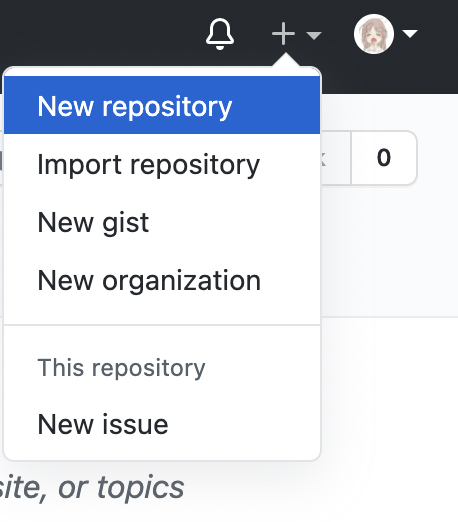 New repository
Import repository
0
New gist
New organization
This repository
New issue
site, or topics